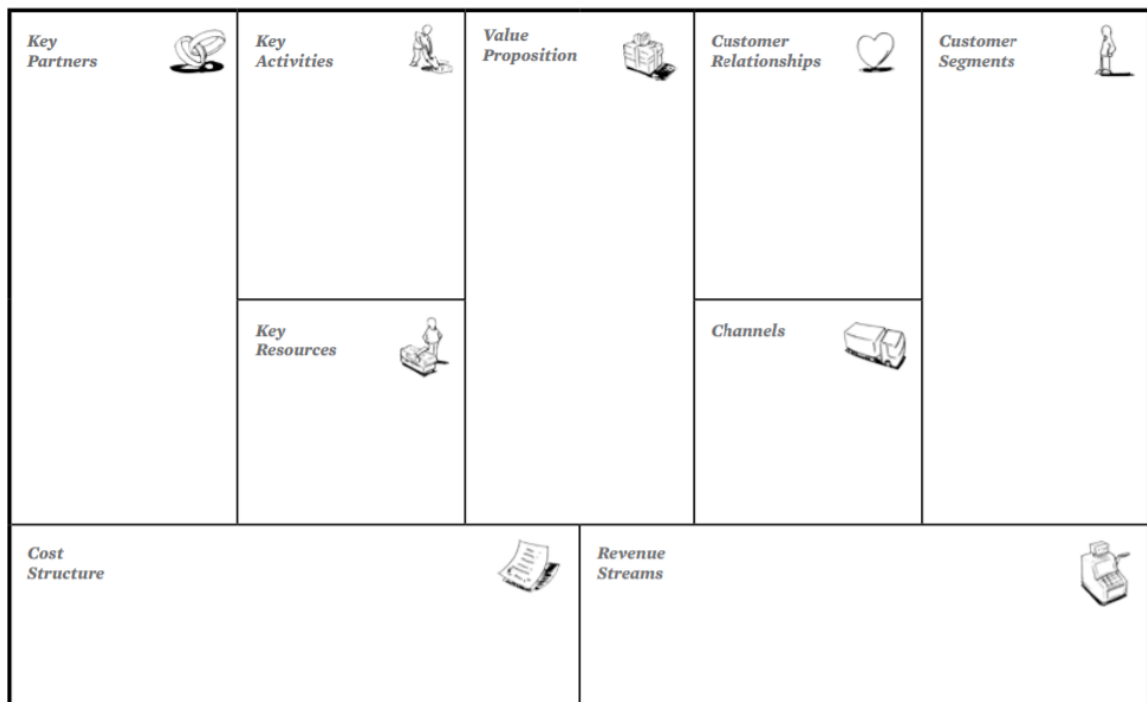 Key
Partners
Key
Activities
Value
Proposition
Customer
Relationships
Customer
Segments
Key
Resources
Channels
Cost
Structure
Revenue
Streams